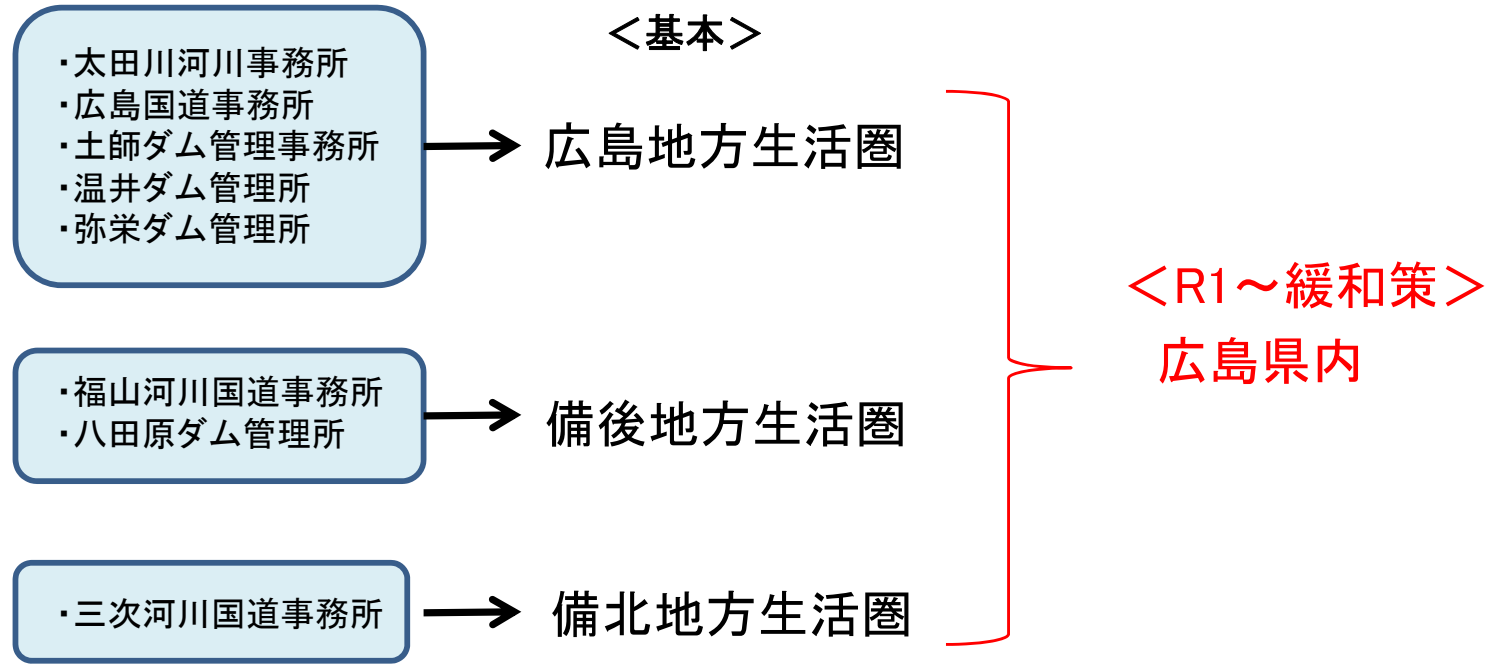 ＜基本＞
・太田川河川事務所
・広島国道事務所
・土師ダム管理事務所
・温井ダム管理所
・弥栄ダム管理所
広島地方生活圏
・福山河川国道事務所
・八田原ダム管理所
備後地方生活圏
・三次河川国道事務所
備北地方生活圏
＜R1～緩和策＞
広島県内